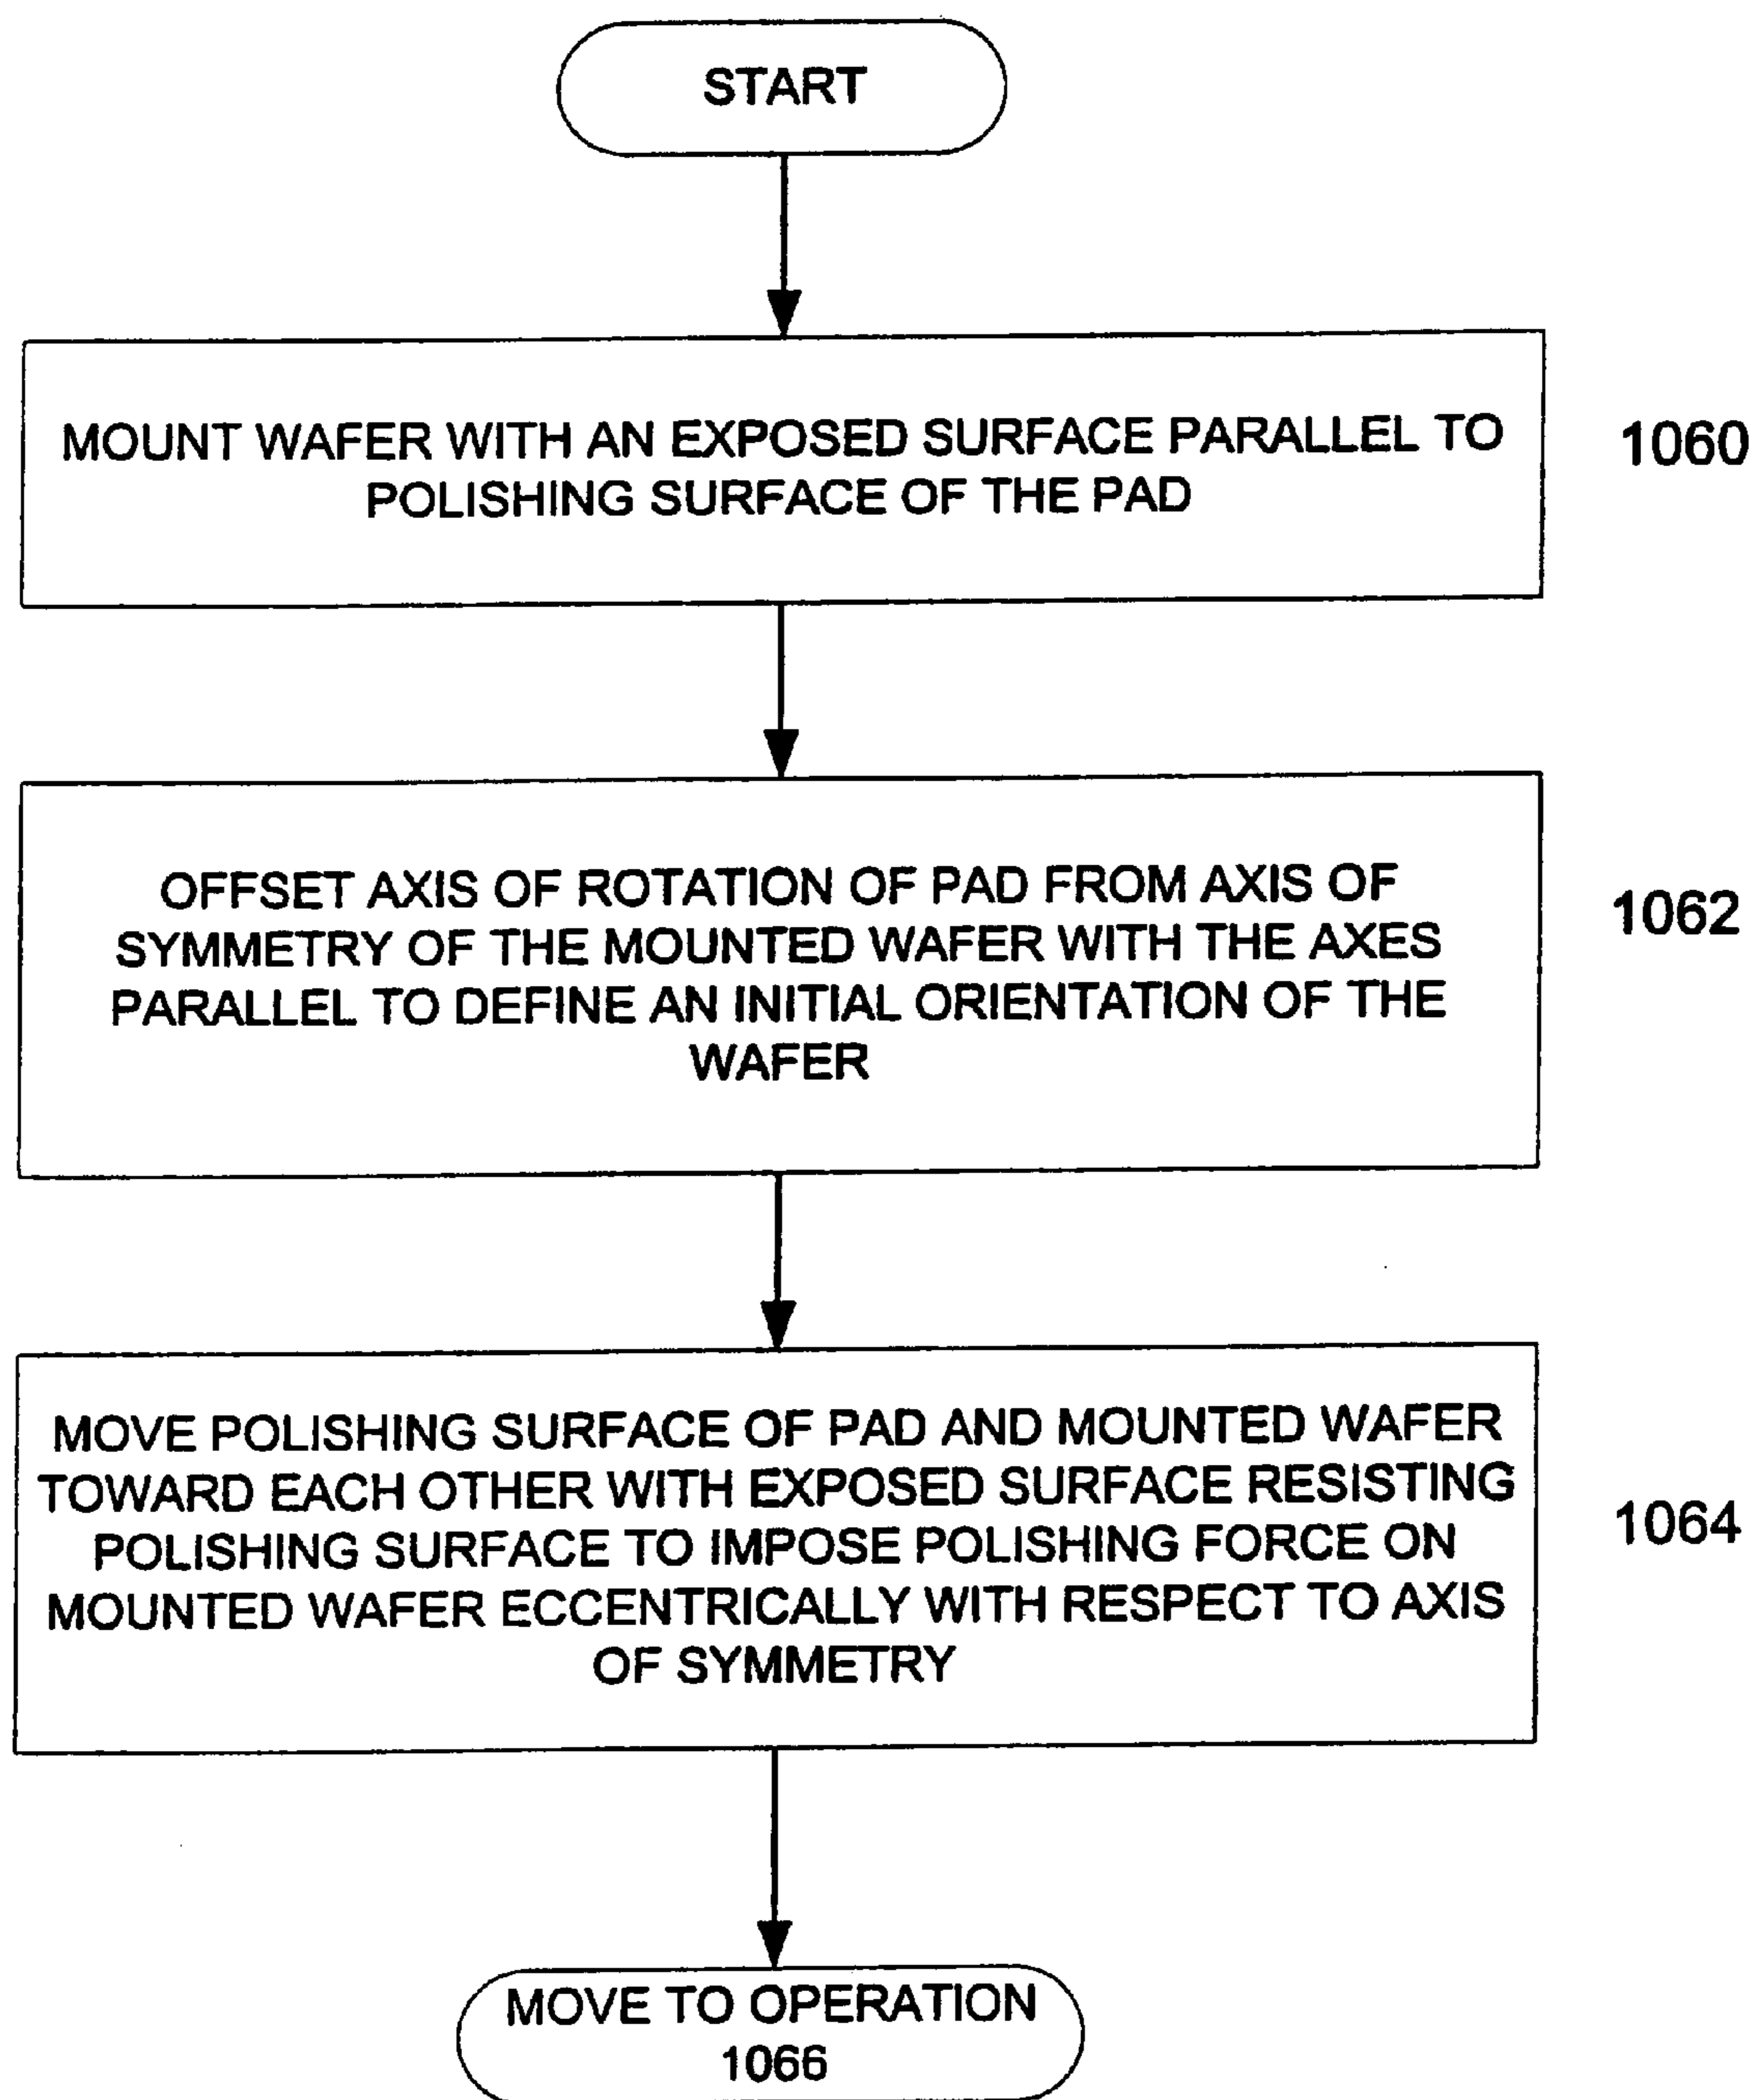 START
MOUNT WAFER WITH AN EXPOSED SURFACE PARALLEL TO
POLISHING SURFACE OF THE PAD
1060
OFFSET AXIS OF ROTATION OF PAD FROM AXIS OF
SYMMETRY OF THE MOUNTED WAFER WITH THE AXES
PARALLEL TO DEFINE AN INITIAL ORIENTATION OF THE
WAFER
1062
MOVE POLISHING SURFACE OF PAD AND MOUNTED WAFER
TOWARD EACH OTHER WITH EXPOSED SURFACE RESISTING
POLISHING SURFACE TO IMPOSE POLISHING FORCE ON
MOUNTED WAFER ECCENTRICALLY WITH RESPECT TO AXIS
OF SYMMETRY
1064
MOVE TO OPERATION
1066